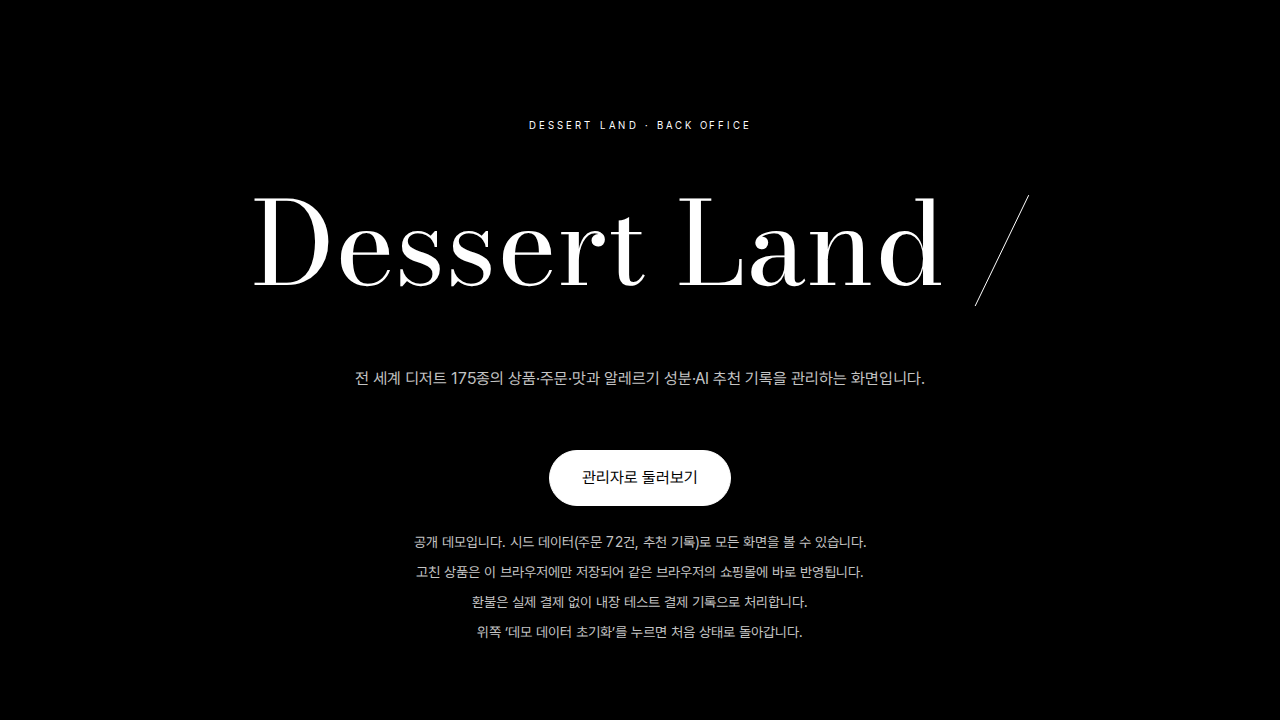 DESSERT LAND · BACK OFFICE
Dessert Land /
전 세계 디저트 175종의 상품·주문·맛과 알레르기 성분·AI 추천 기록을 관리하는 화면입니다.
관리자로 둘러보기
공개 데모입니다. 시드 데이터(주문 72건, 추천 기록)로 모든 화면을 볼 수 있습니다.
고친 상품은 이 브라우저에만 저장되어 같은 브라우저의 쇼핑몰에 바로 반영됩니다.
환불은 실제 결제 없이 내장 테스트 결제 기록으로 처리합니다.
위쪽 ‘데모 데이터 초기화’를 누르면 처음 상태로 돌아갑니다.